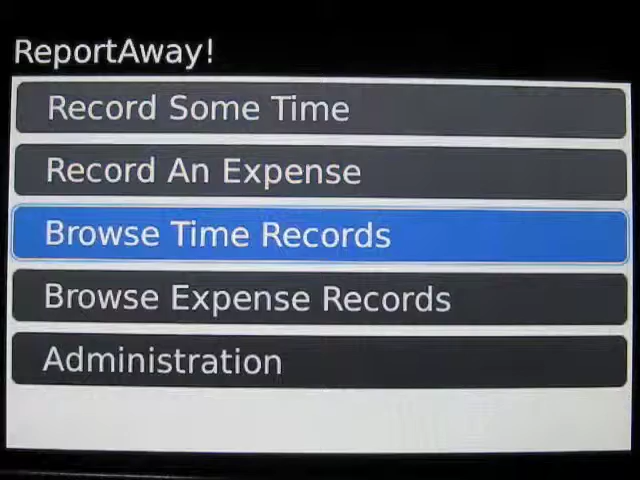 ReportAway!
Record Some Time
Record An Expense
Browse Time Records
Browse Expense Records
Administration